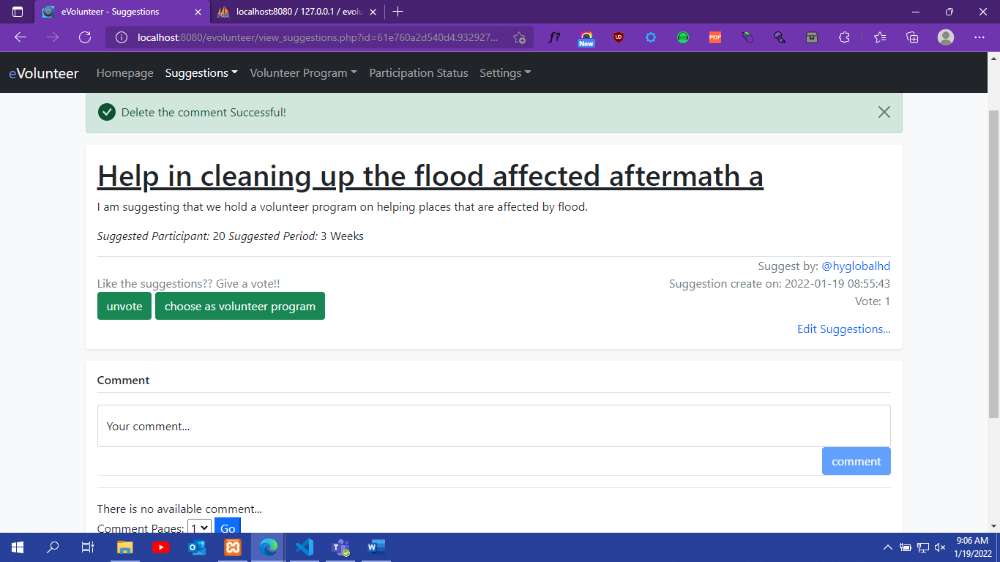 eVolunteer - Suggestions
localhost:8080 / 127.0.0.1 / evolu
localhost:8080/evolunteer/view_suggestions.php?id=61e760a2d540d4.932927...
f?
New
UD
PDF
eVolunteer Homepage Suggestions Volunteer Program Participation Status Settings
Delete the comment Successful!
Help in cleaning up the flood affected aftermath a
I am suggesting that we hold a volunteer program on helping places that are affected by flood.
Suggested Participant: 20 Suggested Period: 3 Weeks
Suggest by: @hyglobalhd
Like the suggestions?? Give a vote!!
Suggestion create on: 2022-01-19 08:55:43
unvote choose as volunteer program
Vote: 1
Edit Suggestions...
Comment
Your comment...
comment
There is no available comment...
Comment Pages: 1 Go
9:06 AM
1/19/2022